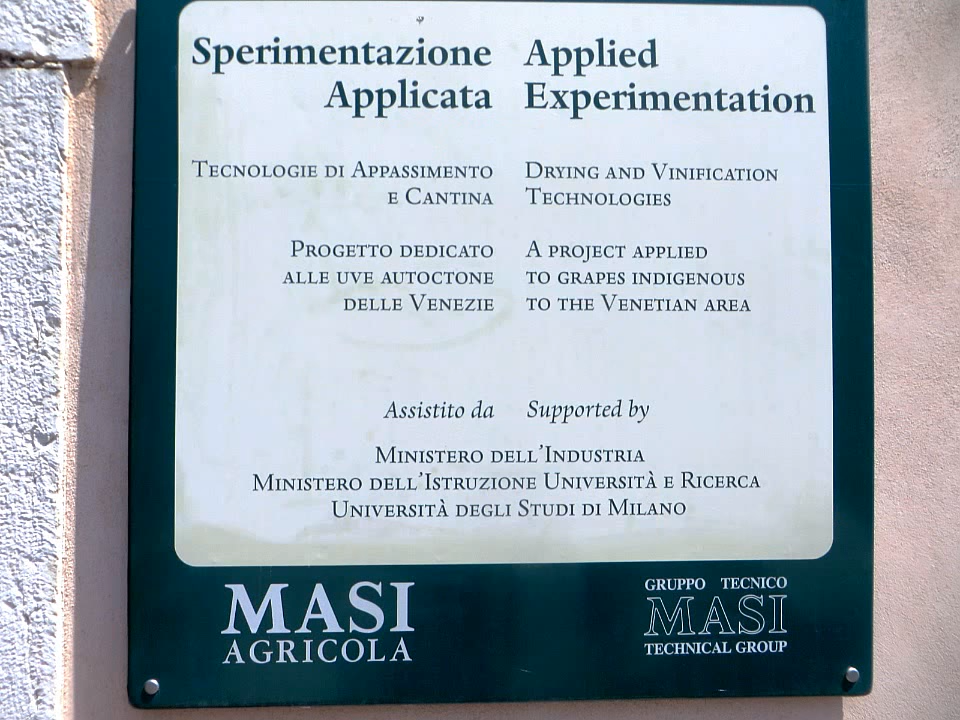 Sperimentazione
Applicata
Tecnologie di Appassimento
e Cantina
Progetto dedicato
alle uve autoctone
delle Venezie
Applied
Experimentation
Drying and Vinification
Technologies
A project applied
to grapes indigenous
to the Venetian area
Assistito da
Supported by
Ministero dell'Industria
Ministero dell'Istruzione Università e Ricerca
Università degli Studi di Milano
MASI
AGRICOLA
GRUPPO TECNICO
MASI
TECHNICAL GROUP